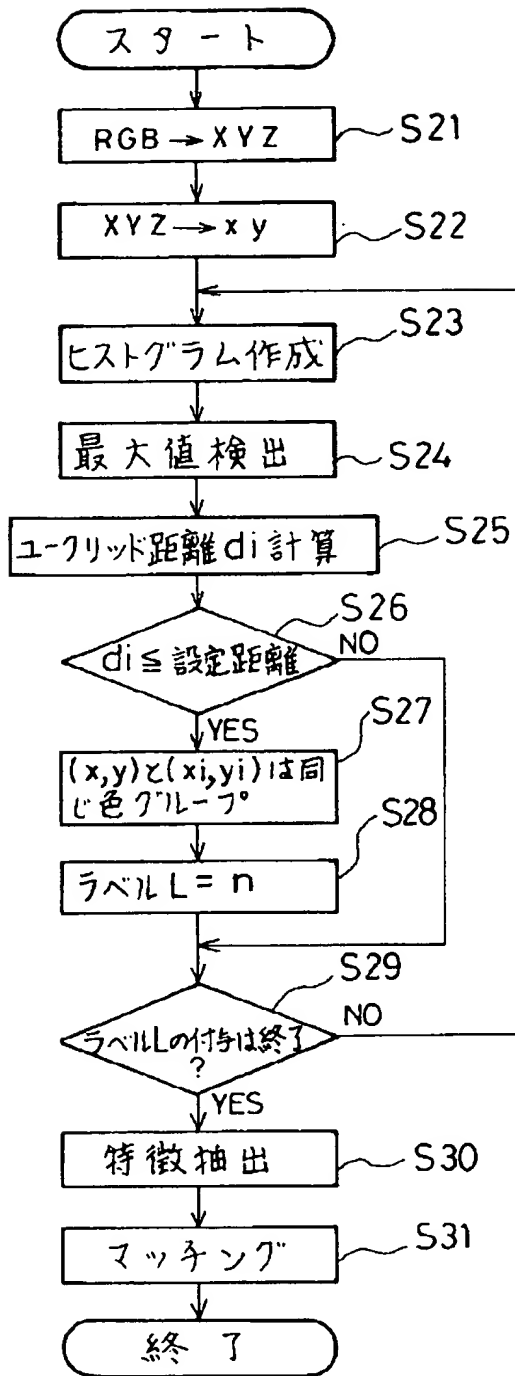 スタート
RGB→XYZ
S21
XYZ→xy
S22
S23
ヒストグラム作成
最大値検出
S24
ユークリッド距離di計算
S25
S26
di≦設定距離
NO
YES
S27
(x,y)と(xi,yi)は同
じ色グループ
S28
ラベルL=n
S29
ラベルLの付与は終了
?
NO
YES
特徴抽出
S30
マッチング
S31
終了